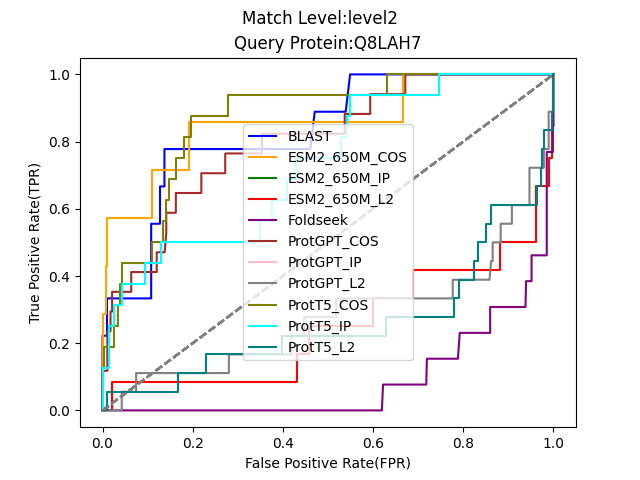 Match Level:level2
Query Protein:Q8LAH7
True Positive Rate(TPR)
1.0
0.8
0.6
0.4
0.2
0.0
BLAST
ESM2_650M_COS
ESM2_650M_IP
ESM2_650M_L2
Foldseek
ProtGPT_COS
ProtGPT_IP
ProtGPT_L2
ProtT5_COS
ProtT5_IP
ProtT5_L2
0.0 0.2 0.4 0.6 0.8 1.0
False Positive Rate(FPR)